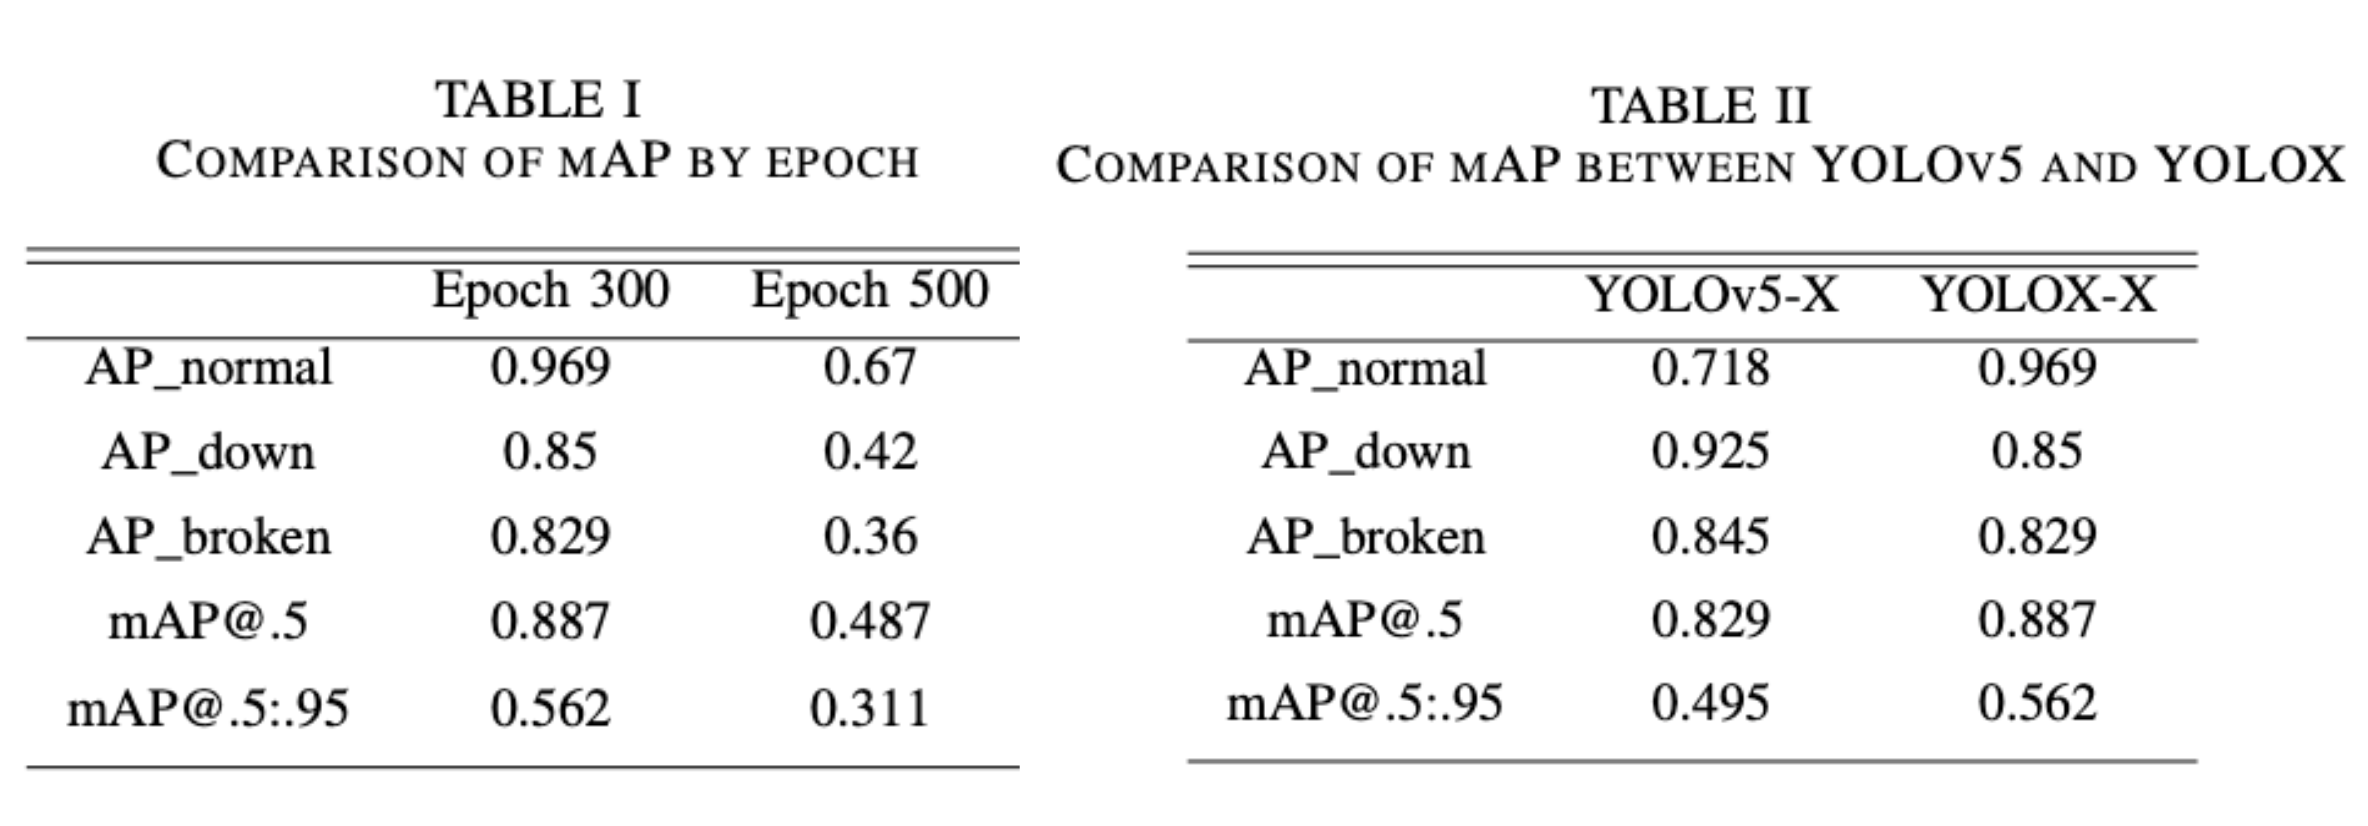 TABLE I
COMPARISON OF MAP BY EPOCH
Epoch 300 Epoch 500
AP_normal 0.969 0.67
AP_down 0.85 0.42
AP_broken 0.829 0.36
mAP@.5 0.887 0.487
mAP@.5:.95 0.562 0.311
TABLE II
COMPARISON OF MAP BETWEEN YOLOV5 AND YOLOX
YOLOv5-X YOLOX-X
AP_normal 0.718 0.969
AP_down 0.925 0.85
AP_broken 0.845 0.829
mAP@.5 0.829 0.887
mAP@.5:.95 0.495 0.562